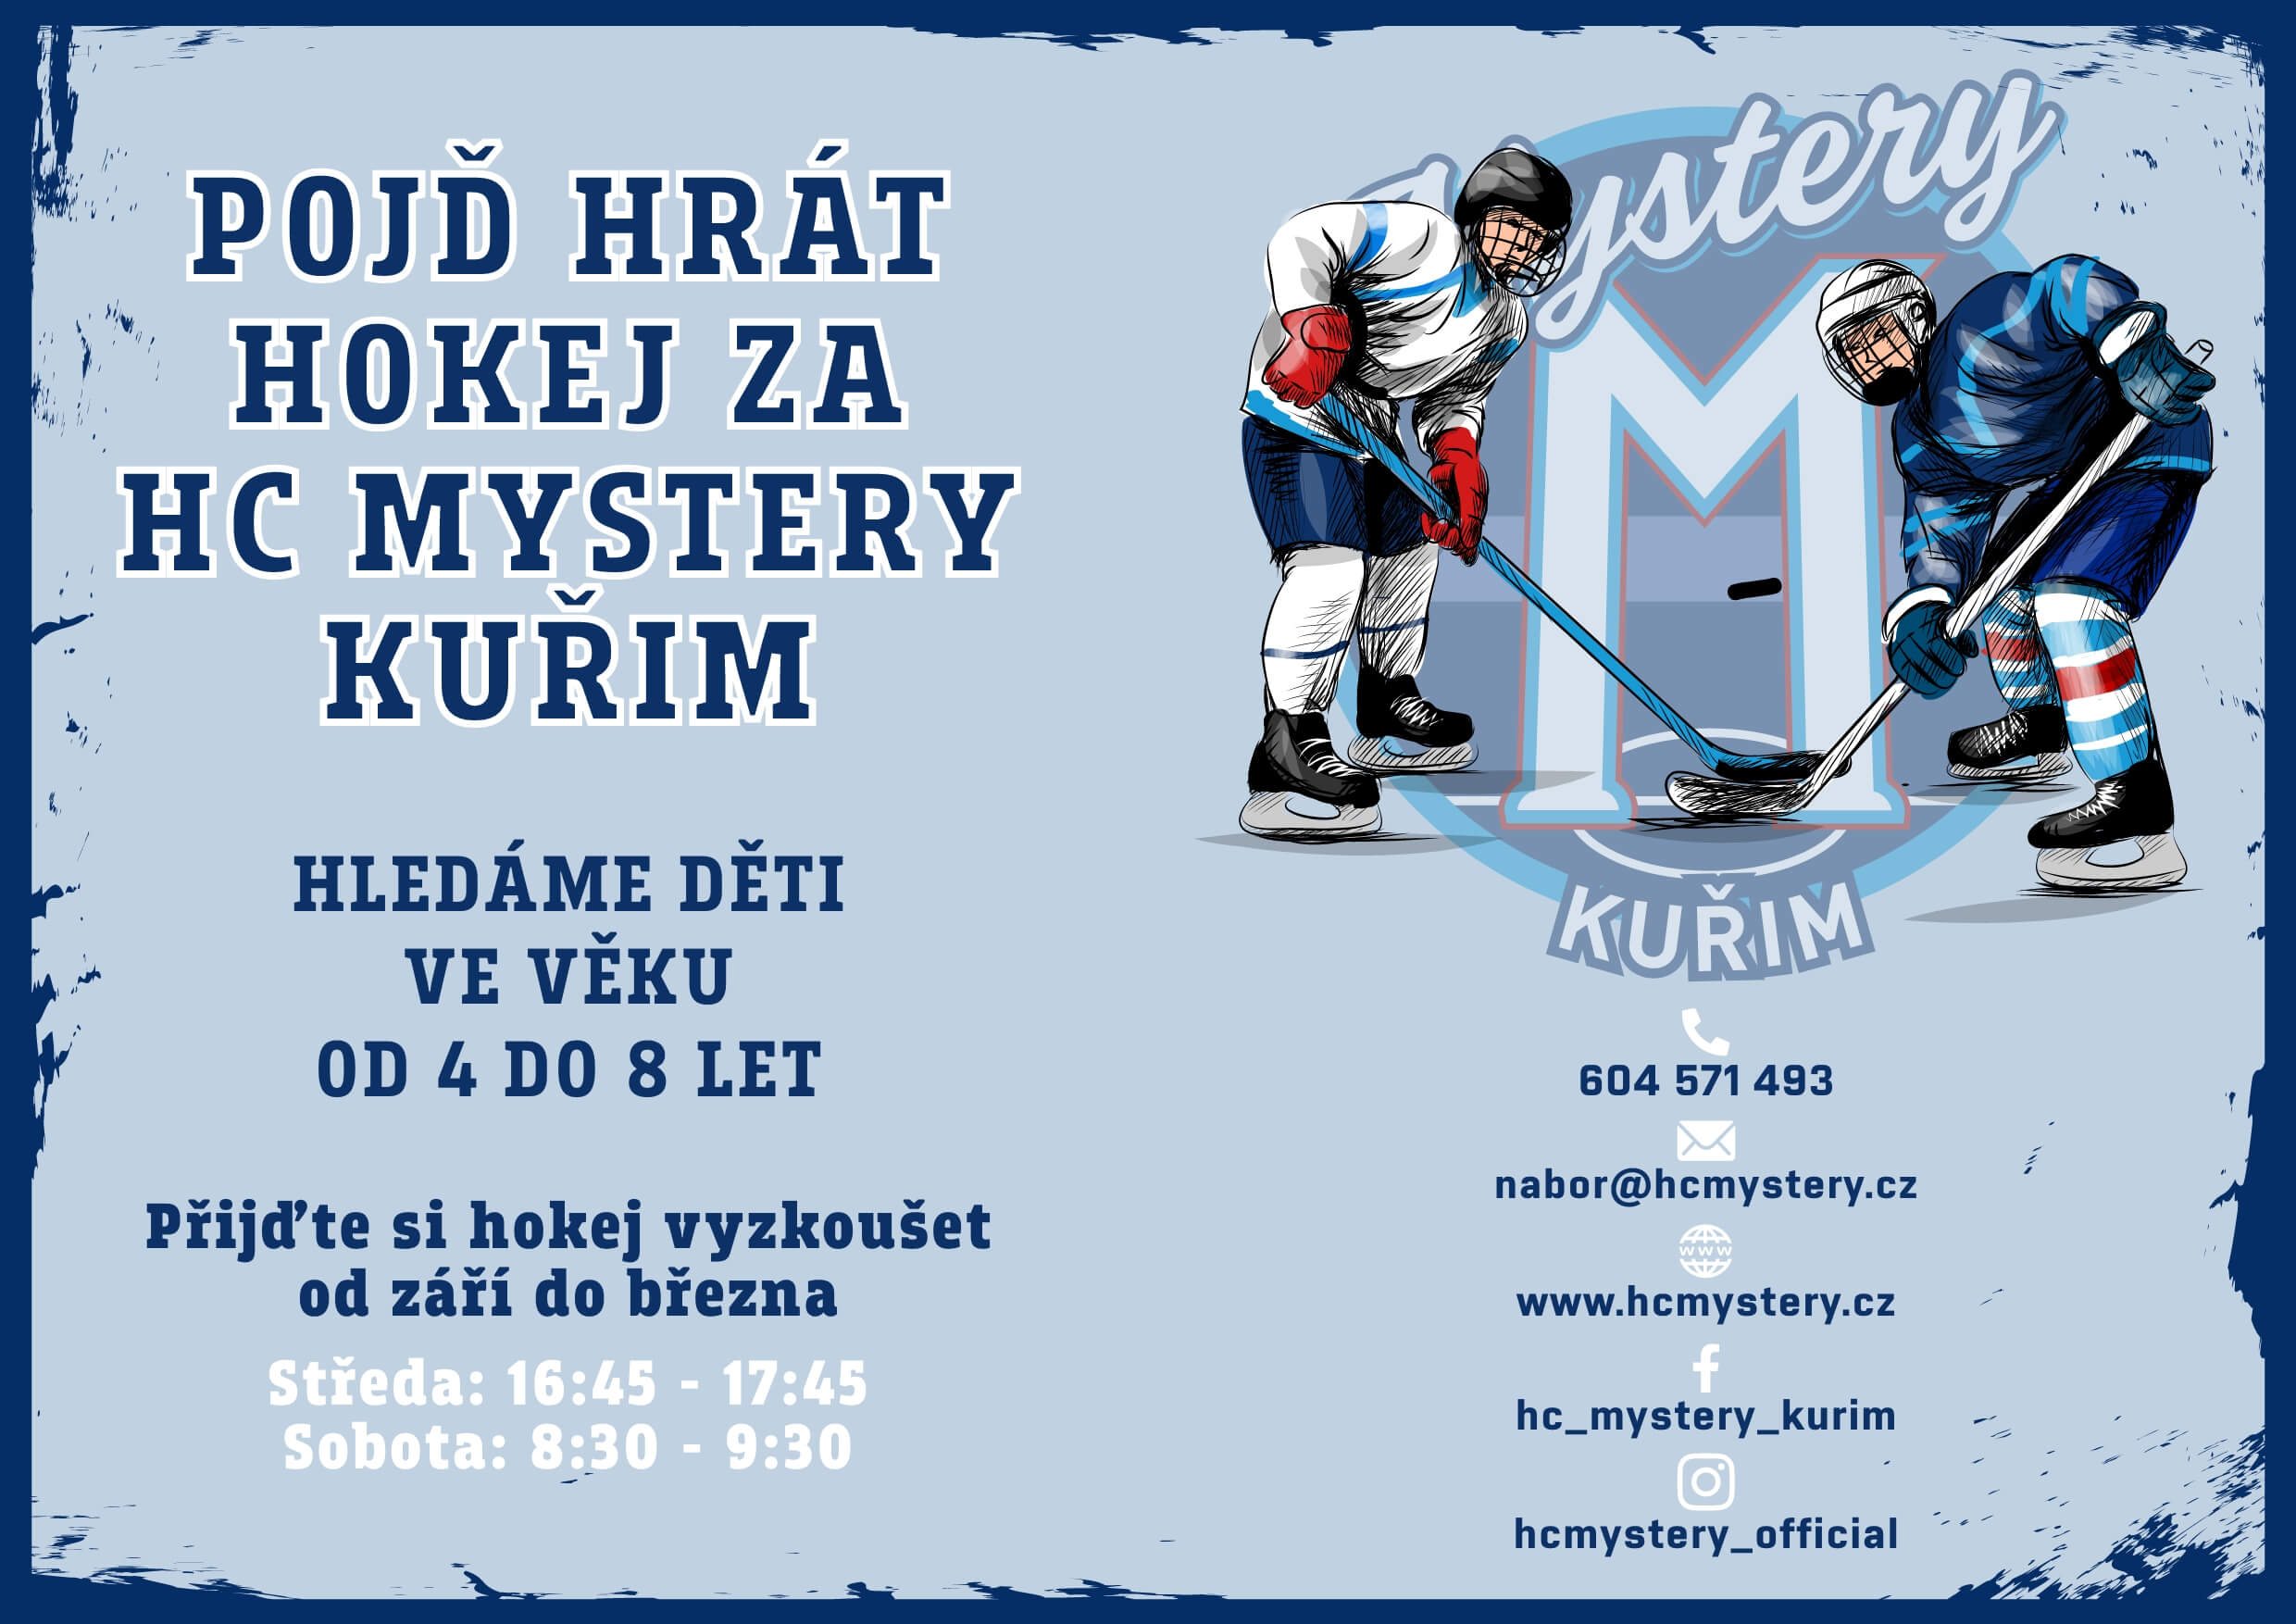 POJĎ HRÁT
HOKEJ ZA
HC MYSTERY
KUŘIM
HLEDÁME DĚTI
VE VĚKU
OD 4 DO 8 LET
Přijďte si hokej vyzkoušet
od září do března
Středa: 16:45 - 17:45
Sobota: 8:30 - 9:30
Mystery
M
KUŘIM
604 571 493
nabor@hcmystery.cz
www
www.hcmystery.cz
hc_mystery_kurim
hcmystery_official